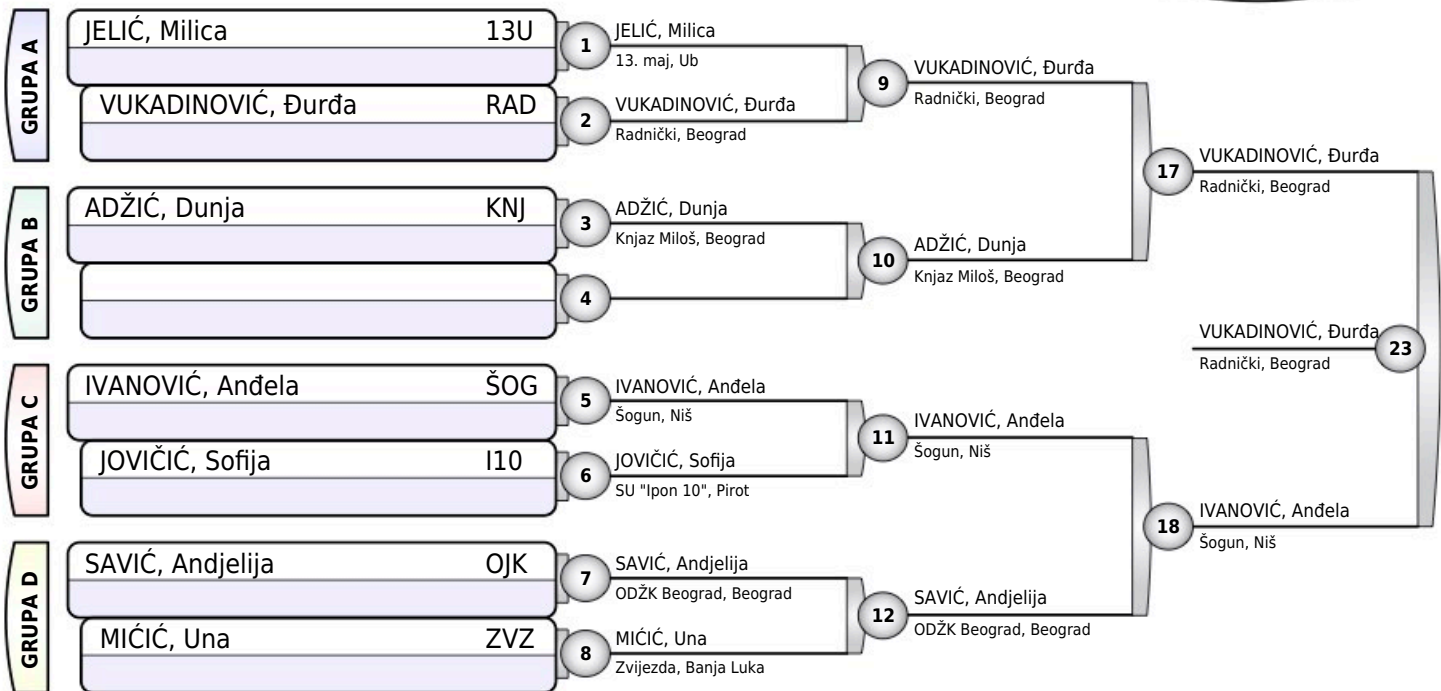 GRUPA A
JELIĆ, Milica 13U
VUKADINOVIĆ, Đurđa RAD
1
JELIĆ, Milica
13. maj, Ub
2
VUKADINOVIĆ, Đurđa
Radnički, Beograd
9
VUKADINOVIĆ, Đurđa
Radnički, Beograd
17
VUKADINOVIĆ, Đurđa
Radnički, Beograd
GRUPA B
ADŽIĆ, Dunja KNJ
3
ADŽIĆ, Dunja
Knjaz Miloš, Beograd
4
10
ADŽIĆ, Dunja
Knjaz Miloš, Beograd
VUKADINOVIĆ, Đurđa
Radnički, Beograd
23
GRUPA C
IVANOVIĆ, Anđela ŠOG
JOVIČIĆ, Sofija I10
5
IVANOVIĆ, Anđela
Šogun, Niš
6
JOVIČIĆ, Sofija
SU "Ipon 10", Pirot
11
IVANOVIĆ, Anđela
Šogun, Niš
18
IVANOVIĆ, Anđela
Šogun, Niš
GRUPA D
SAVIĆ, Andjelija OJK
MIĆIĆ, Una ZVZ
7
SAVIĆ, Andjelija
ODŽK Beograd, Beograd
8
MIĆIĆ, Una
Zvijezda, Banja Luka
12
SAVIĆ, Andjelija
ODŽK Beograd, Beograd